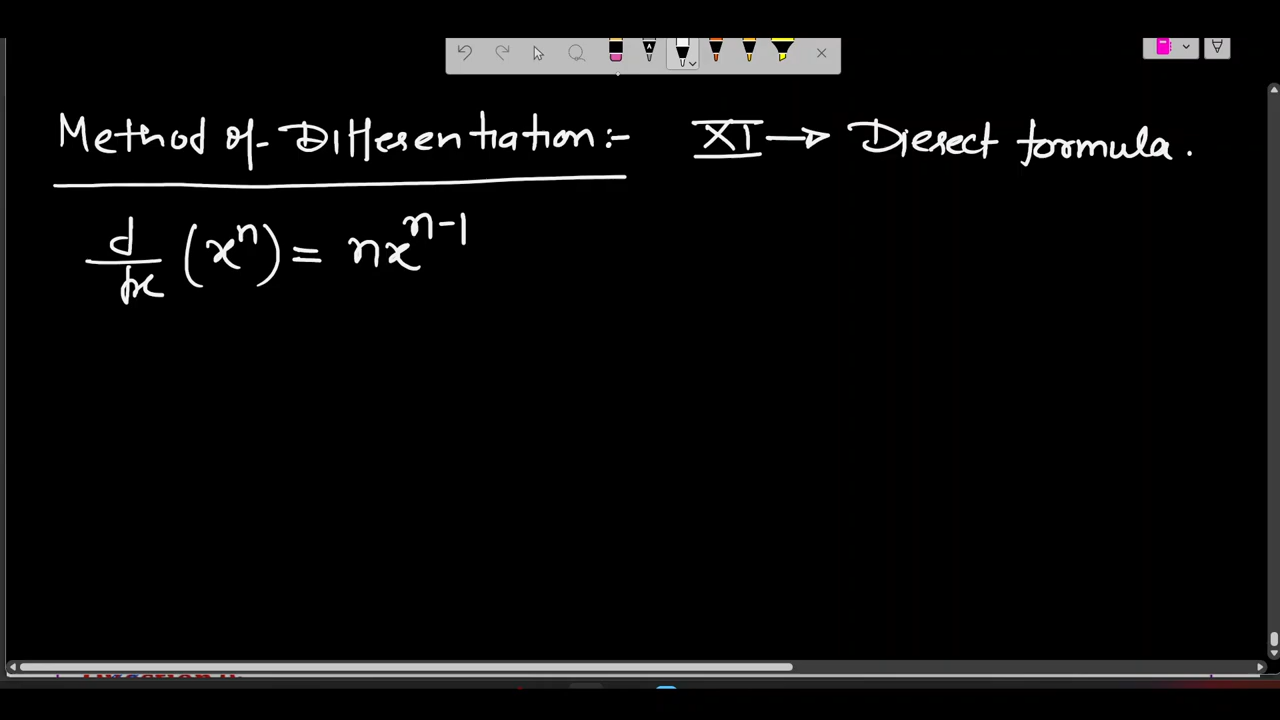 Method of Differentiation:- XI → Direct formula.
d/dx (x^n) = nx^{n-1}